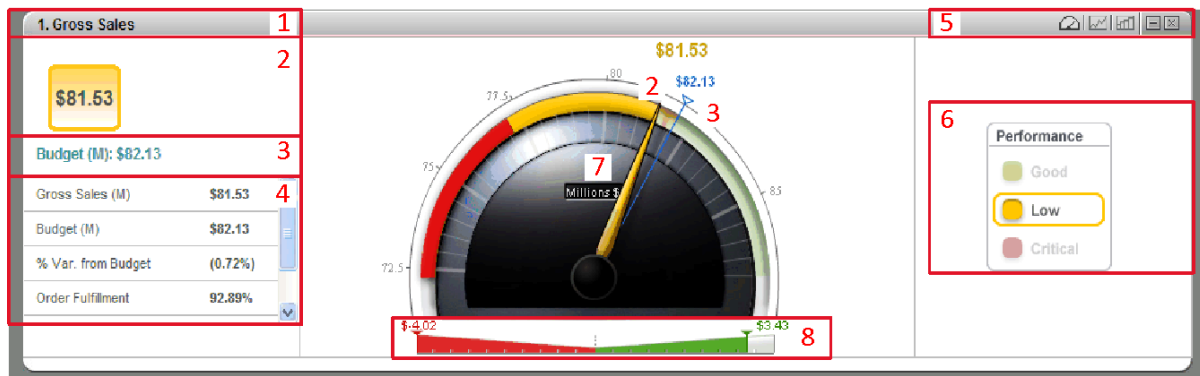 1. Gross Sales
1
5
2
$81.53
Budget (M): $82.13
3
4
Gross Sales (M) $81.53
Budget (M) $82.13
% Var. from Budget (0.72%)
Order Fulfillment 92.89%
$81.53
80
$82.13
2
3
77.5
75
72.5
85
7
Millions $
$-4.02
$3.43
8
6
Performance
Good
Low
Critical